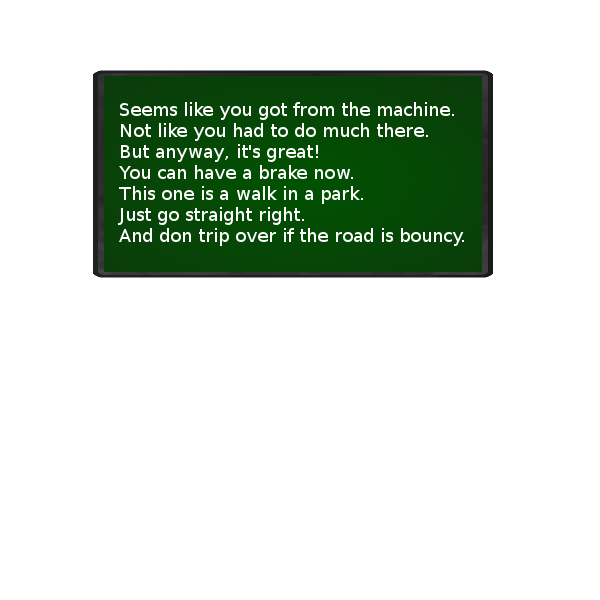 Seems like you got from the machine.
Not like you had to do much there.
But anyway, it's great!
You can have a brake now.
This one is a walk in a park.
Just go straight right.
And don trip over if the road is bouncy.